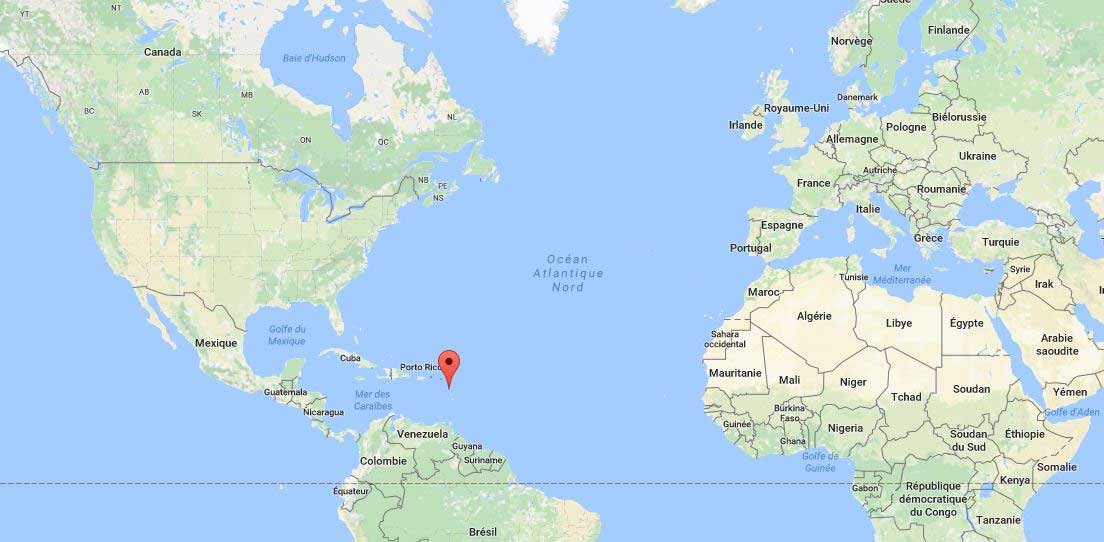 YT
NT
Canada
Baie d'Hudson
AB
MB
BC
SK
ON
QC
NL
NB
PE
NS
Mexique
Golfe du
Mexique
Cuba
Porto Rico
Guatemala
Mer des
Caraïbes
Nicaragua
Venezuela
Guyana
Colombie
Suriname
Équateur
Brésil
Océan
Atlantique
Nord
Suède
Norvège
Finlande
Danemark
Royaume-Uni
Irlande
Biélorussie
Pologne
Allemagne
Ukraine
Autriche
France
Roumanie
Italie
Espagne
Grèce
Portugal
Turquie
Mer
Méditerranée
Tunisie
Syrie
Irak
Maroc
Algérie
Libye
Égypte
Sahara
occidental
Arabie
saoudite
Mauritanie
Mali
Niger
Tchad
Soudan
Yémen
Golfe d'Aden
Burkina
Faso
Guinée
Nigeria
Ghana
Soudan
du Sud
Éthiopie
Golfe de
Guinée
Somalie
Kenya
Gabon
République
démocratique
du Congo
Tanzanie